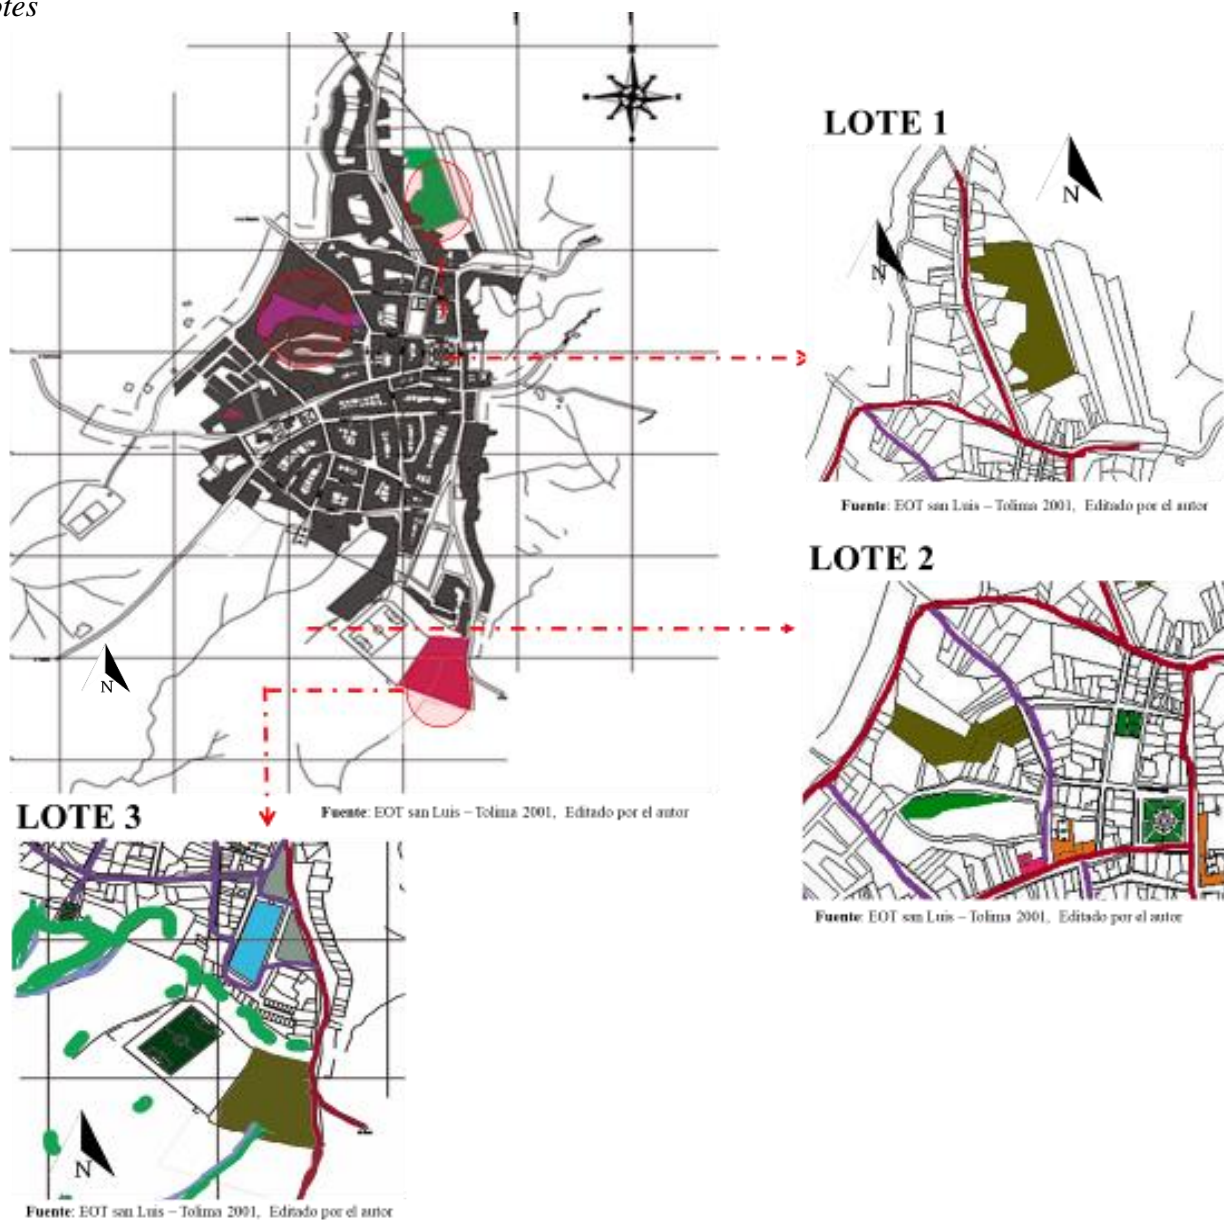 otes
LOTE 1
N
N
Fuente: EOT san Luis – Tolima 2001, Editado por el autor
LOTE 2
N
Fuente: EOT san Luis – Tolima 2001, Editado por el autor
LOTE 3
Fuente: EOT san Luis – Tolima 2001, Editado por el autor
N
Fuente: EOT san Luis – Tolima 2001, Editado por el autor